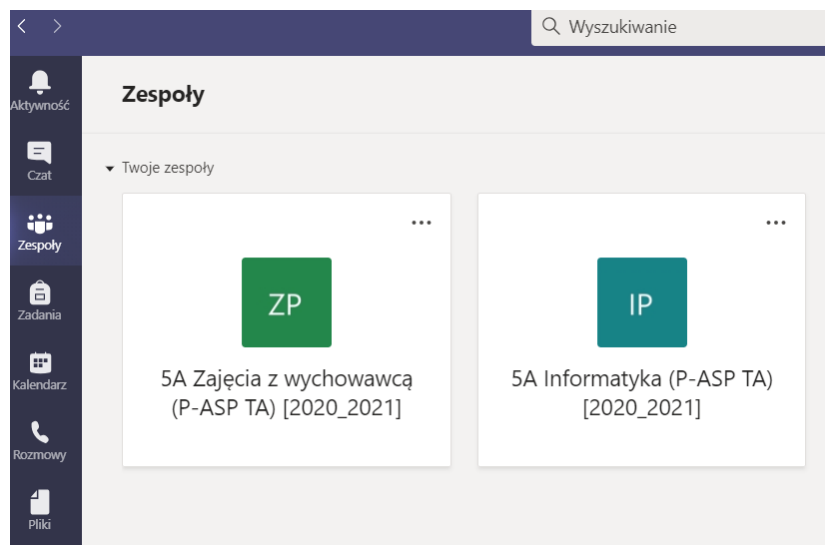 Wyszukiwanie
Aktywność
Czat
Zespoły
Zadania
Kalendarz
Rozmowy
Pliki
Zespoły
Twoje zespoły
ZP
5A Zajęcia z wychowawcą
(P-ASP TA) [2020_2021]
IP
5A Informatyka (P-ASP TA)
[2020_2021]